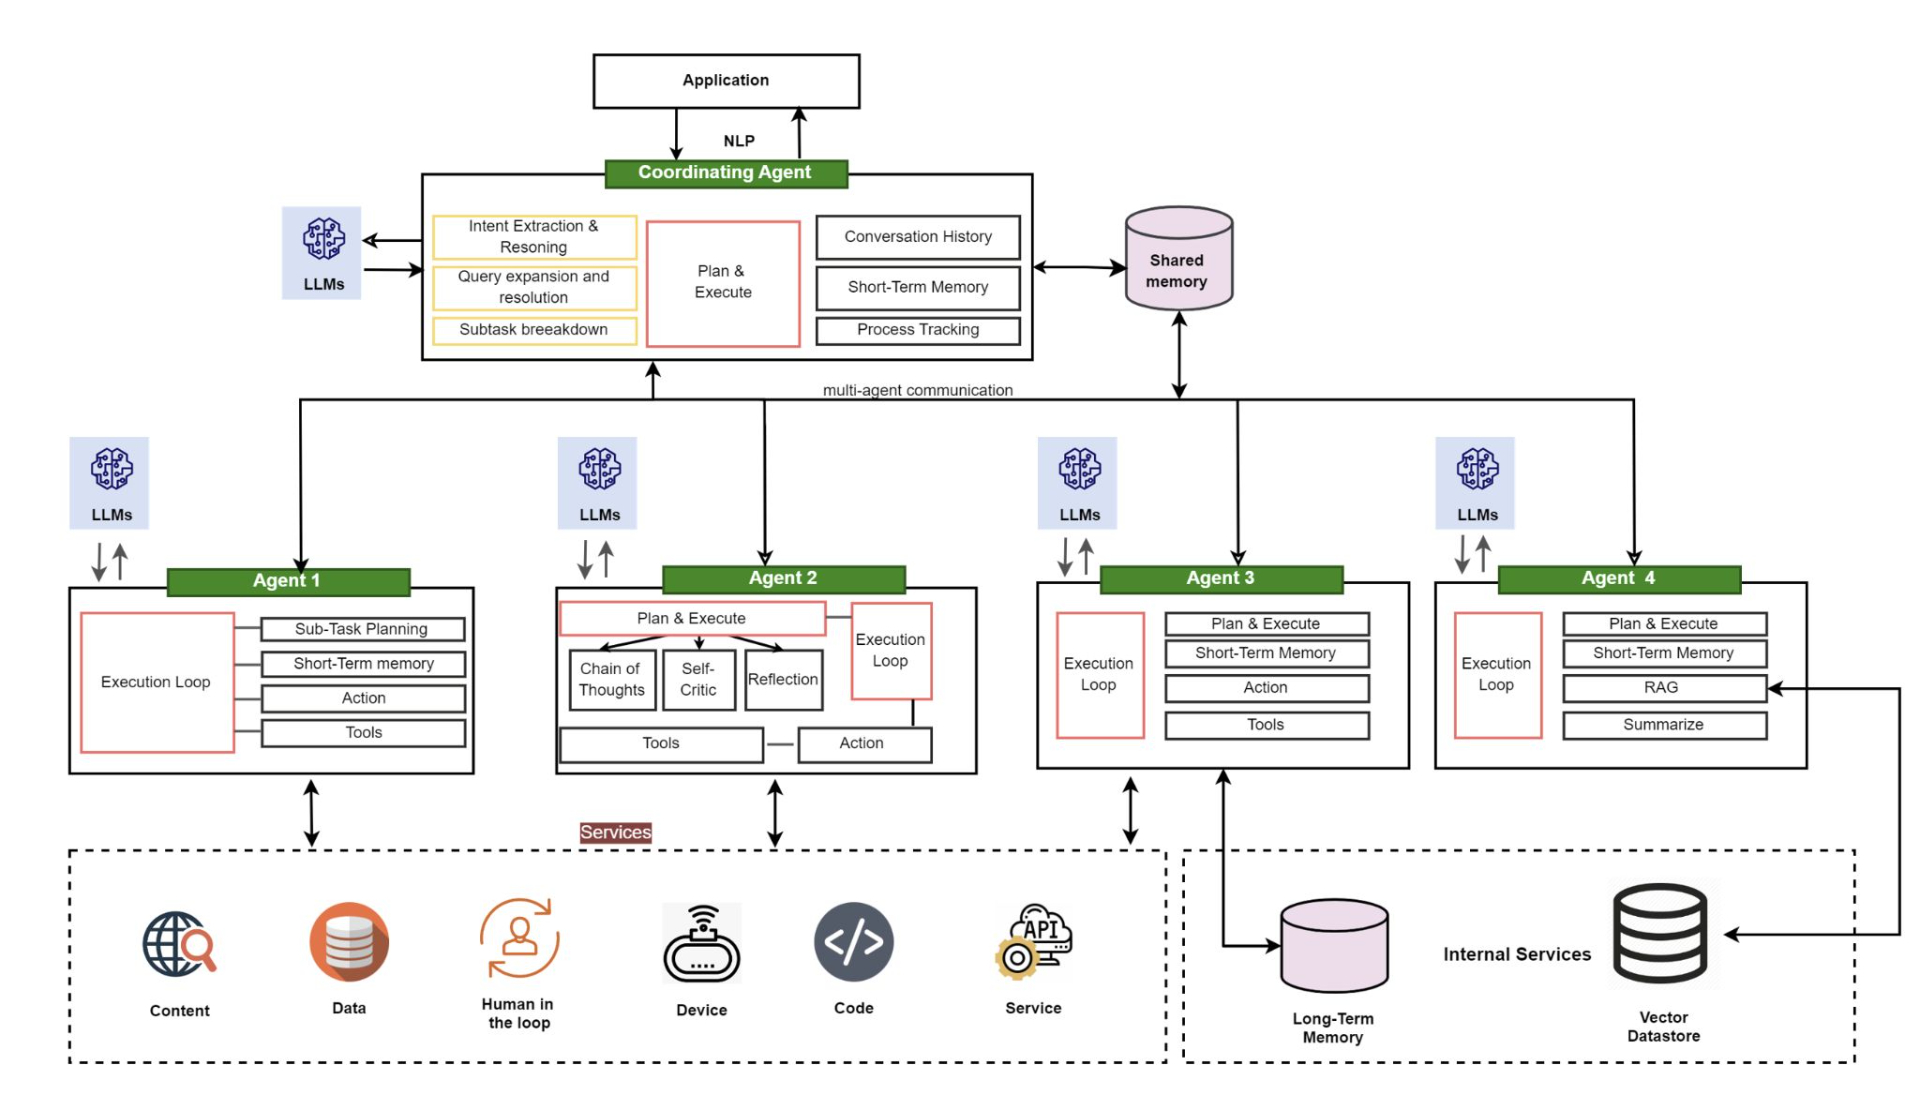 Application
NLP
Coordinating Agent
LLMs
Intent Extraction &
Resoning
Query expansion and
resolution
Subtask breeakdown
Plan &
Execute
Conversation History
Short-Term Memory
Process Tracking
Shared
memory
multi-agent communication
LLMs
LLMs
LLMs
LLMs
Agent 1
Execution Loop
Sub-Task Planning
Short-Term memory
Action
Tools
Agent 2
Plan & Execute
Execution
Loop
Chain of
Thoughts
Self-
Critic
Reflection
Tools
Action
Agent 3
Execution
Loop
Plan & Execute
Short-Term Memory
Action
Tools
Agent 4
Execution
Loop
Plan & Execute
Short-Term Memory
RAG
Summarize
Services
Content
Data
Human in
the loop
Device
</>
Code
API
Service
Long-Term
Memory
Internal Services
Vector
Datastore